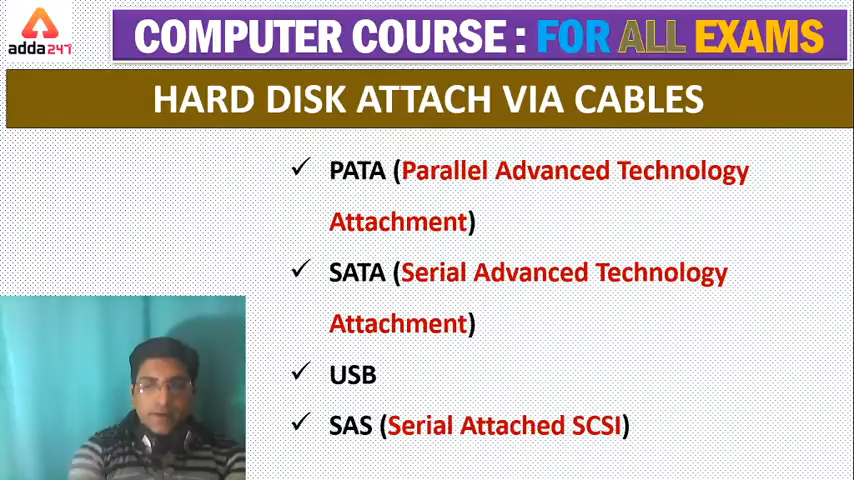 adda247
COMPUTER COURSE : FOR ALL EXAMS
HARD DISK ATTACH VIA CABLES
✓ PATA (Parallel Advanced Technology
Attachment)
✓ SATA (Serial Advanced Technology
Attachment)
✓ USB
✓ SAS (Serial Attached SCSI)